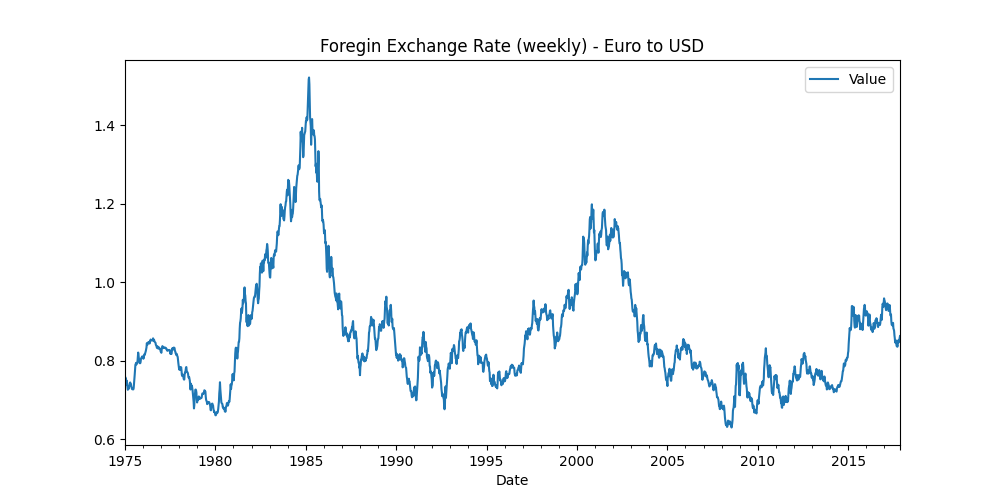 Foregin Exchange Rate (weekly) - Euro to USD
Value
1.4
1.2
1.0
0.8
0.6
1975 1980 1985 1990 1995 2000 2005 2010 2015
Date